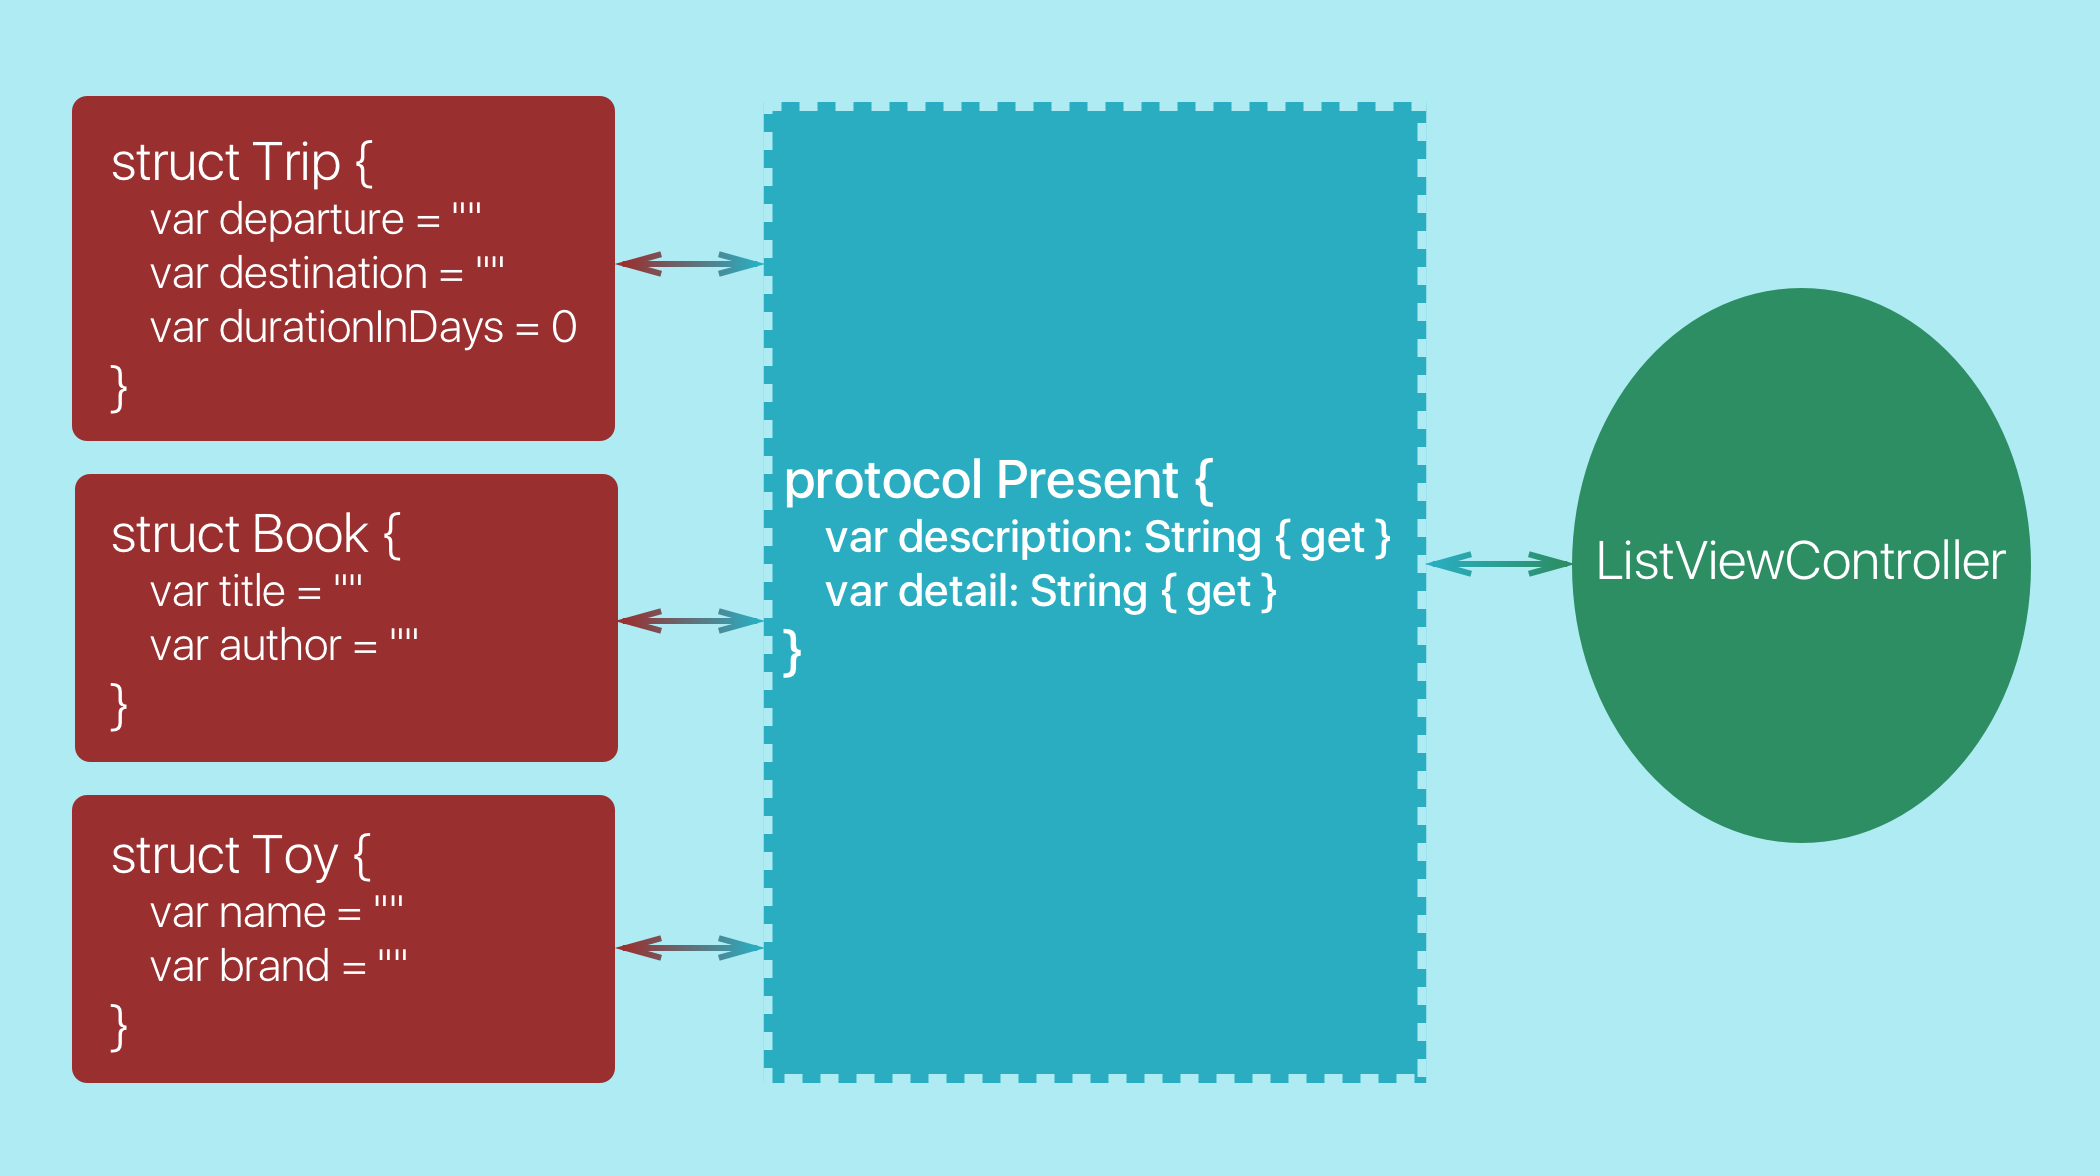 struct Trip {
var departure = ""
var destination = ""
var durationInDays = 0
}
struct Book {
var title = ""
var author = ""
}
struct Toy {
var name = ""
var brand = ""
}
protocol Present {
var description: String { get }
var detail: String { get }
}
ListViewController